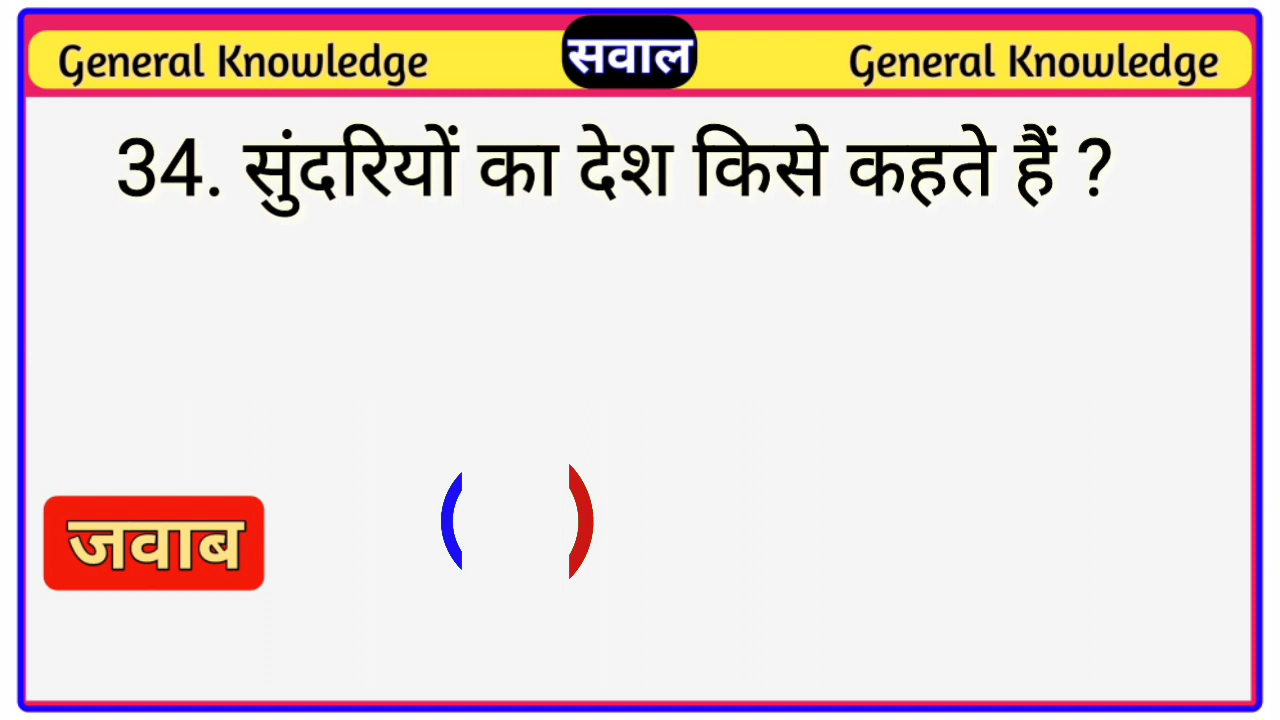 General Knowledge सवाल General Knowledge
34. सुंदरियों का देश किसे कहते हैं ?
जवाब